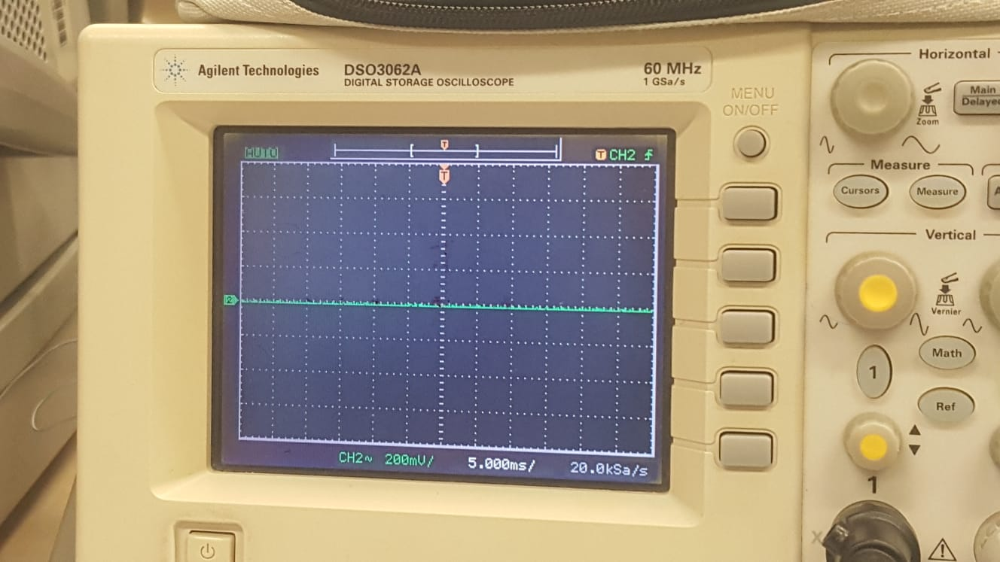 Agilent Technologies
DSO3062A
DIGITAL STORAGE OSCILLOSCOPE
60 MHz
1 GSa/s
MENU
ON/OFF
AUTO
T
T CH2
T
2
CH2~ 200mV/ 5.000ms/ 20.0kSa/s
Horizontal
Main
Delayed
Zoom
Measure
Cursors
Measure
A
Vertical
Vernier
1
Math
Ref
1
X